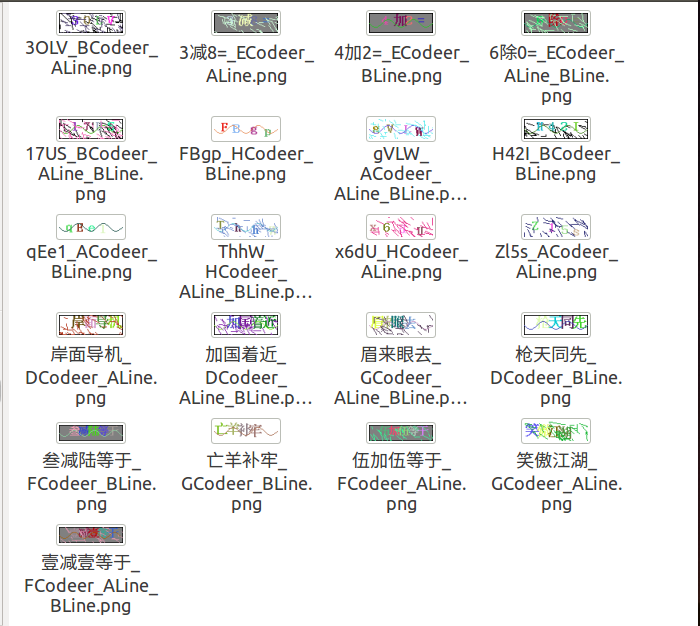 3OLV_BCodeer_
ALine.png
3减8=_ECodeer_
ALine.png
4加2=_ECodeer_
BLine.png
6除0=_ECodeer_
ALine_BLine.
png
17US_BCodeer_
ALine_BLine.
png
FBgp_HCodeer_
BLine.png
gVLW_
ACodeer_
ALine_BLine.p...
H42I_BCodeer_
BLine.png
qEe1_ACodeer_
BLine.png
ThhW_
HCodeer_
ALine_BLine.p...
x6dU_HCodeer_
ALine.png
Zl5s_ACodeer_
ALine.png
岸面导机_
DCodeer_ALine.
png
加国着近_
DCodeer_
ALine_BLine.p...
眉来眼去_
GCodeer_
ALine_BLine.p...
枪天同先_
DCodeer_BLine.
png
叁减陆等于_
FCodeer_BLine.
png
亡羊补牢_
GCodeer_BLine.
png
伍加伍等于_
FCodeer_ALine.
png
笑傲江湖_
GCodeer_ALine.
png
壹减壹等于_
FCodeer_ALine_
BLine.png